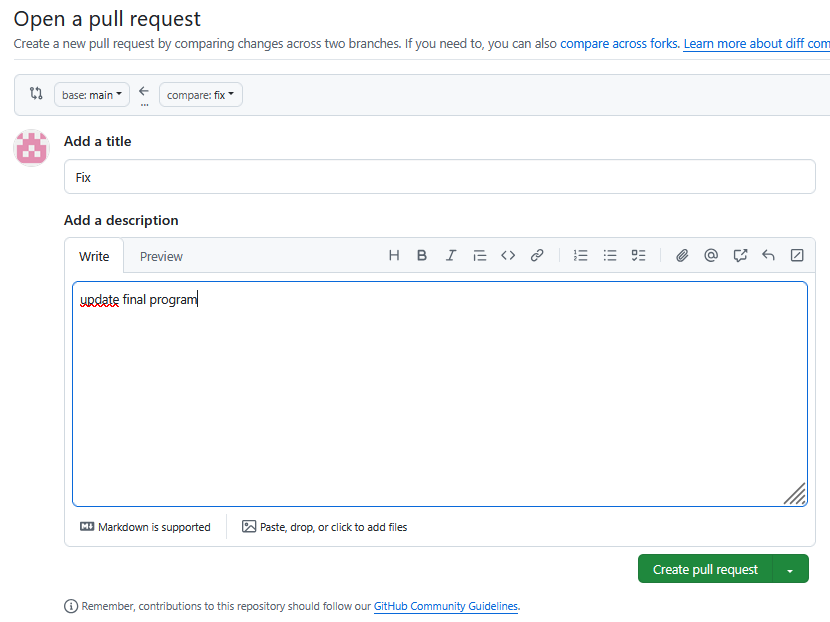 Open a pull request
Create a new pull request by comparing changes across two branches. If you need to, you can also compare across forks. Learn more about diff com
base: main compare: fix
...
Add a title
Fix
Add a description
Write Preview
update final program
Markdown is supported Paste, drop, or click to add files
Create pull request
Remember, contributions to this repository should follow our GitHub Community Guidelines.